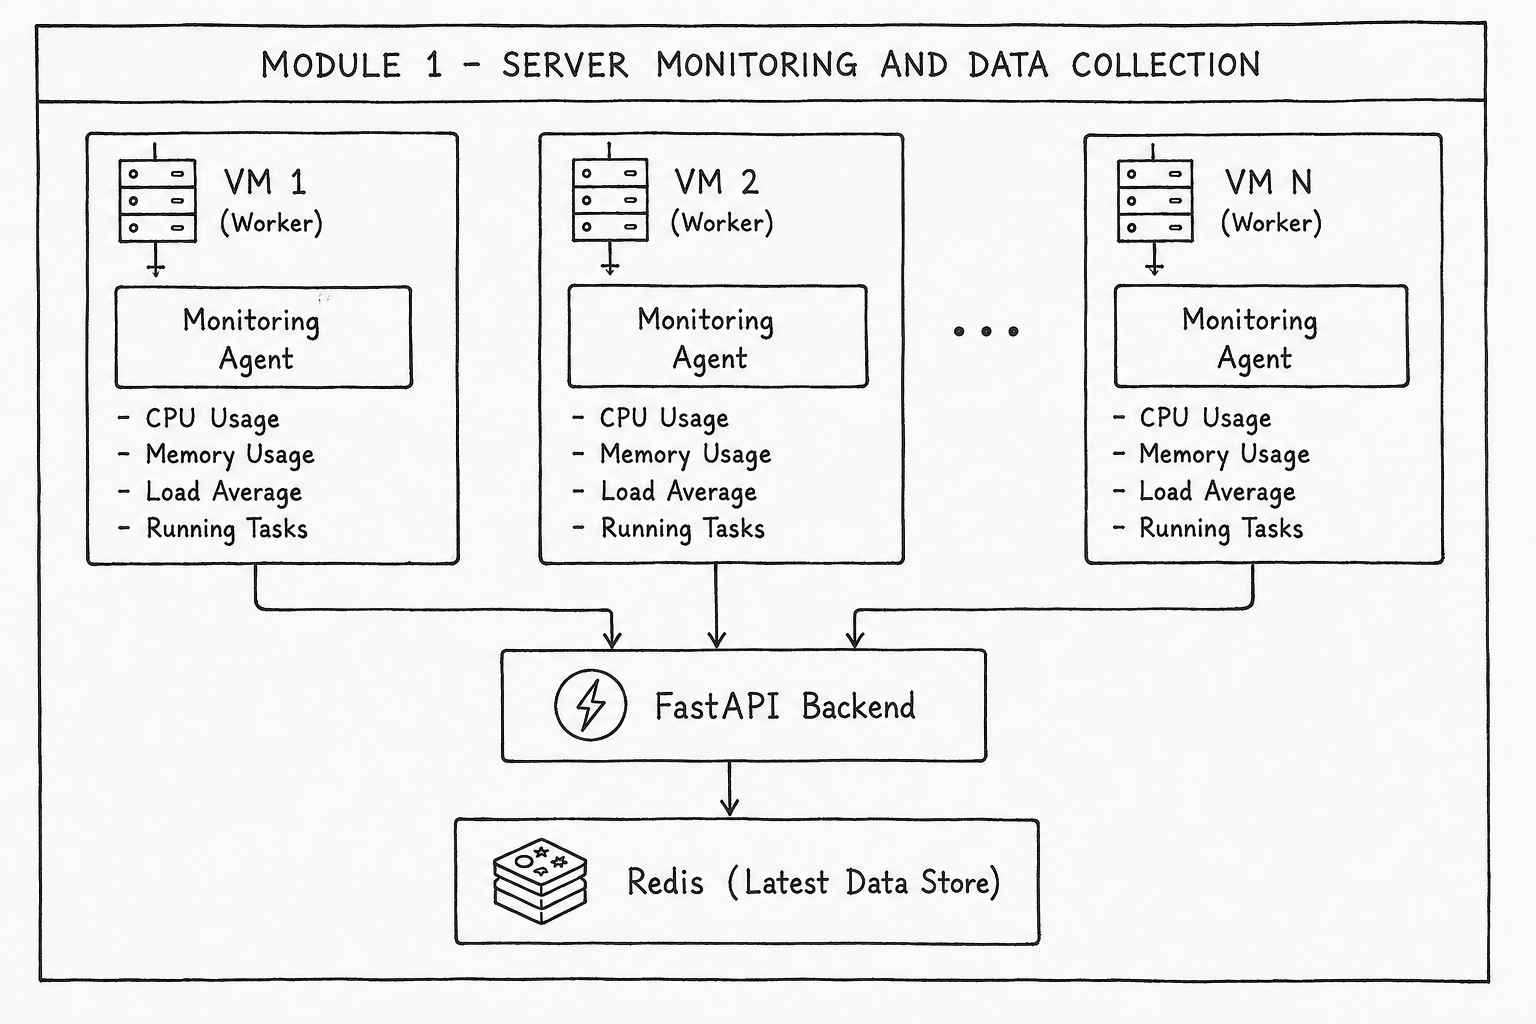 MODULE 1 - SERVER MONITORING AND DATA COLLECTION
VM 1
(Worker)
Monitoring
Agent
- CPU Usage
- Memory Usage
- Load Average
- Running Tasks
VM 2
(Worker)
Monitoring
Agent
- CPU Usage
- Memory Usage
- Load Average
- Running Tasks
...
VM N
(Worker)
Monitoring
Agent
- CPU Usage
- Memory Usage
- Load Average
- Running Tasks
FastAPI Backend
Redis (Latest Data Store)